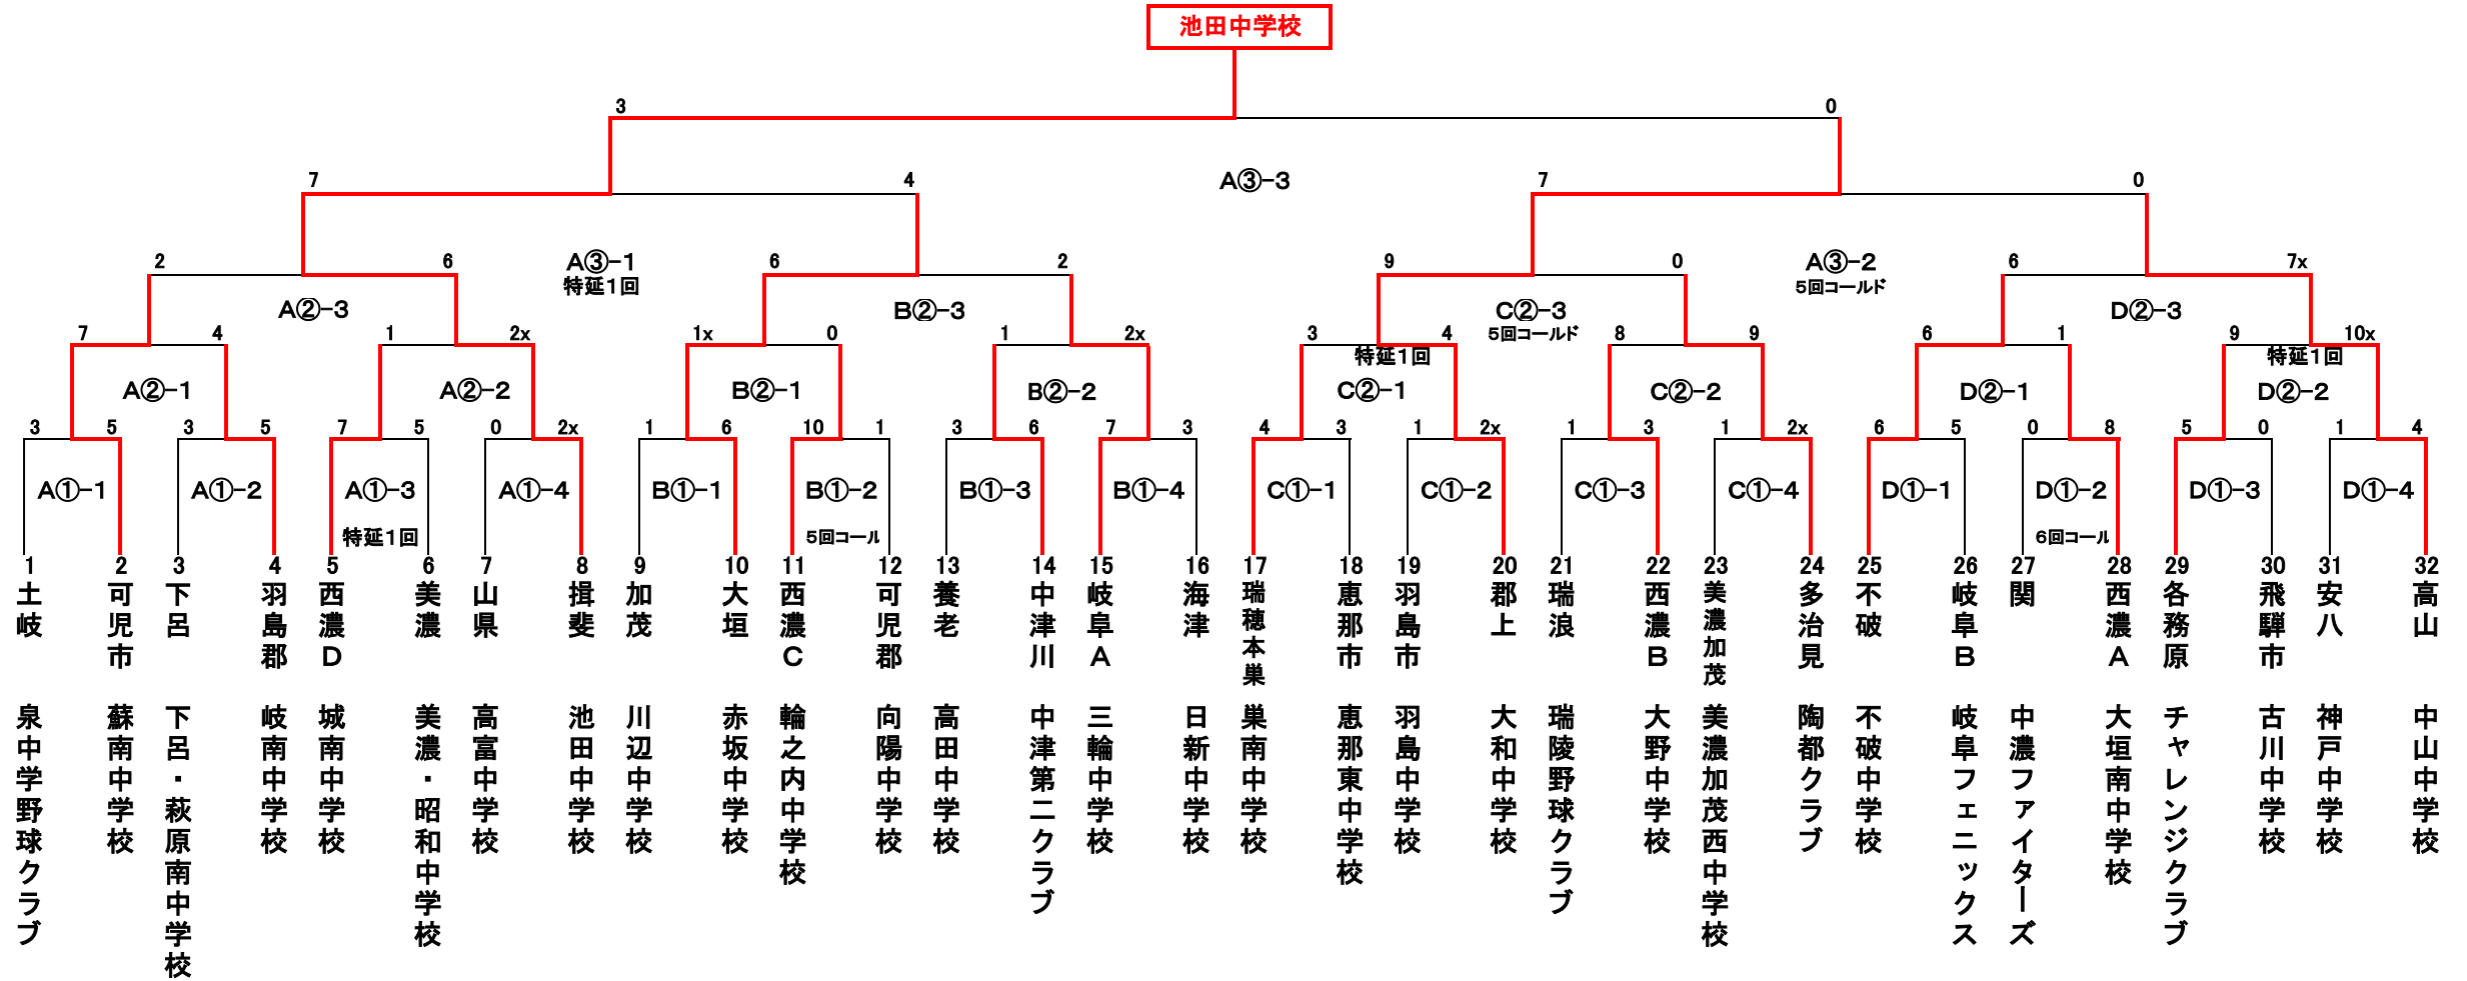 池田中学校
3 0
7 4 A③-3 7 0
2 6 A③-1 6 2 9 0 A③-2 6 7x
特延1回 5回コールド
A②-3 B②-3 C②-3 D②-3
7 4 1 2x 1x 0 1 2x 3 4 5回コールド 8 9 6 1 9 10x
特延1回 特延1回
A②-1 A②-2 B②-1 B②-2 C②-1 C②-2 D②-1 D②-2
3 5 3 5 7 5 0 2x 1 6 10 1 3 6 7 3 4 3 1 2x 1 3 1 2x 6 5 0 8 5 0 1 4
A①-1 A①-2 A①-3 A①-4 B①-1 B①-2 B①-3 B①-4 C①-1 C①-2 C①-3 C①-4 D①-1 D①-2 D①-3 D①-4
特延1回 5回コール 6回コール
1 2 3 4 5 6 7 8 9 10 11 12 13 14 15 16 17 18 19 20 21 22 23 24 25 26 27 28 29 30 31 32
土岐 泉中学野球クラブ
可児市 蘇南中学校
下呂 下呂・萩原南中学校
羽島郡 岐南中学校
西濃D 城南中学校
美濃 美濃・昭和中学校
山県 高富中学校
揖斐 池田中学校
加茂 川辺中学校
大垣 赤坂中学校
西濃C 輪之内中学校
可児郡 向陽中学校
養老 高田中学校
中津川 中津第二クラブ
岐阜A 三輪中学校
海津 日新中学校
瑞穂本巣 巣南中学校
恵那市 恵那東中学校
羽島市 羽島中学校
郡上 大和中学校
瑞浪 瑞陵野球クラブ
西濃B 大野中学校
美濃加茂 美濃加茂西中学校
多治見 陶都クラブ
不破 不破中学校
岐阜B 岐阜フェニックス
関 中濃ファイターズ
西濃A 大垣南中学校
各務原 チャレンジクラブ
飛騨市 古川中学校
安八 神戸中学校
高山 中山中学校